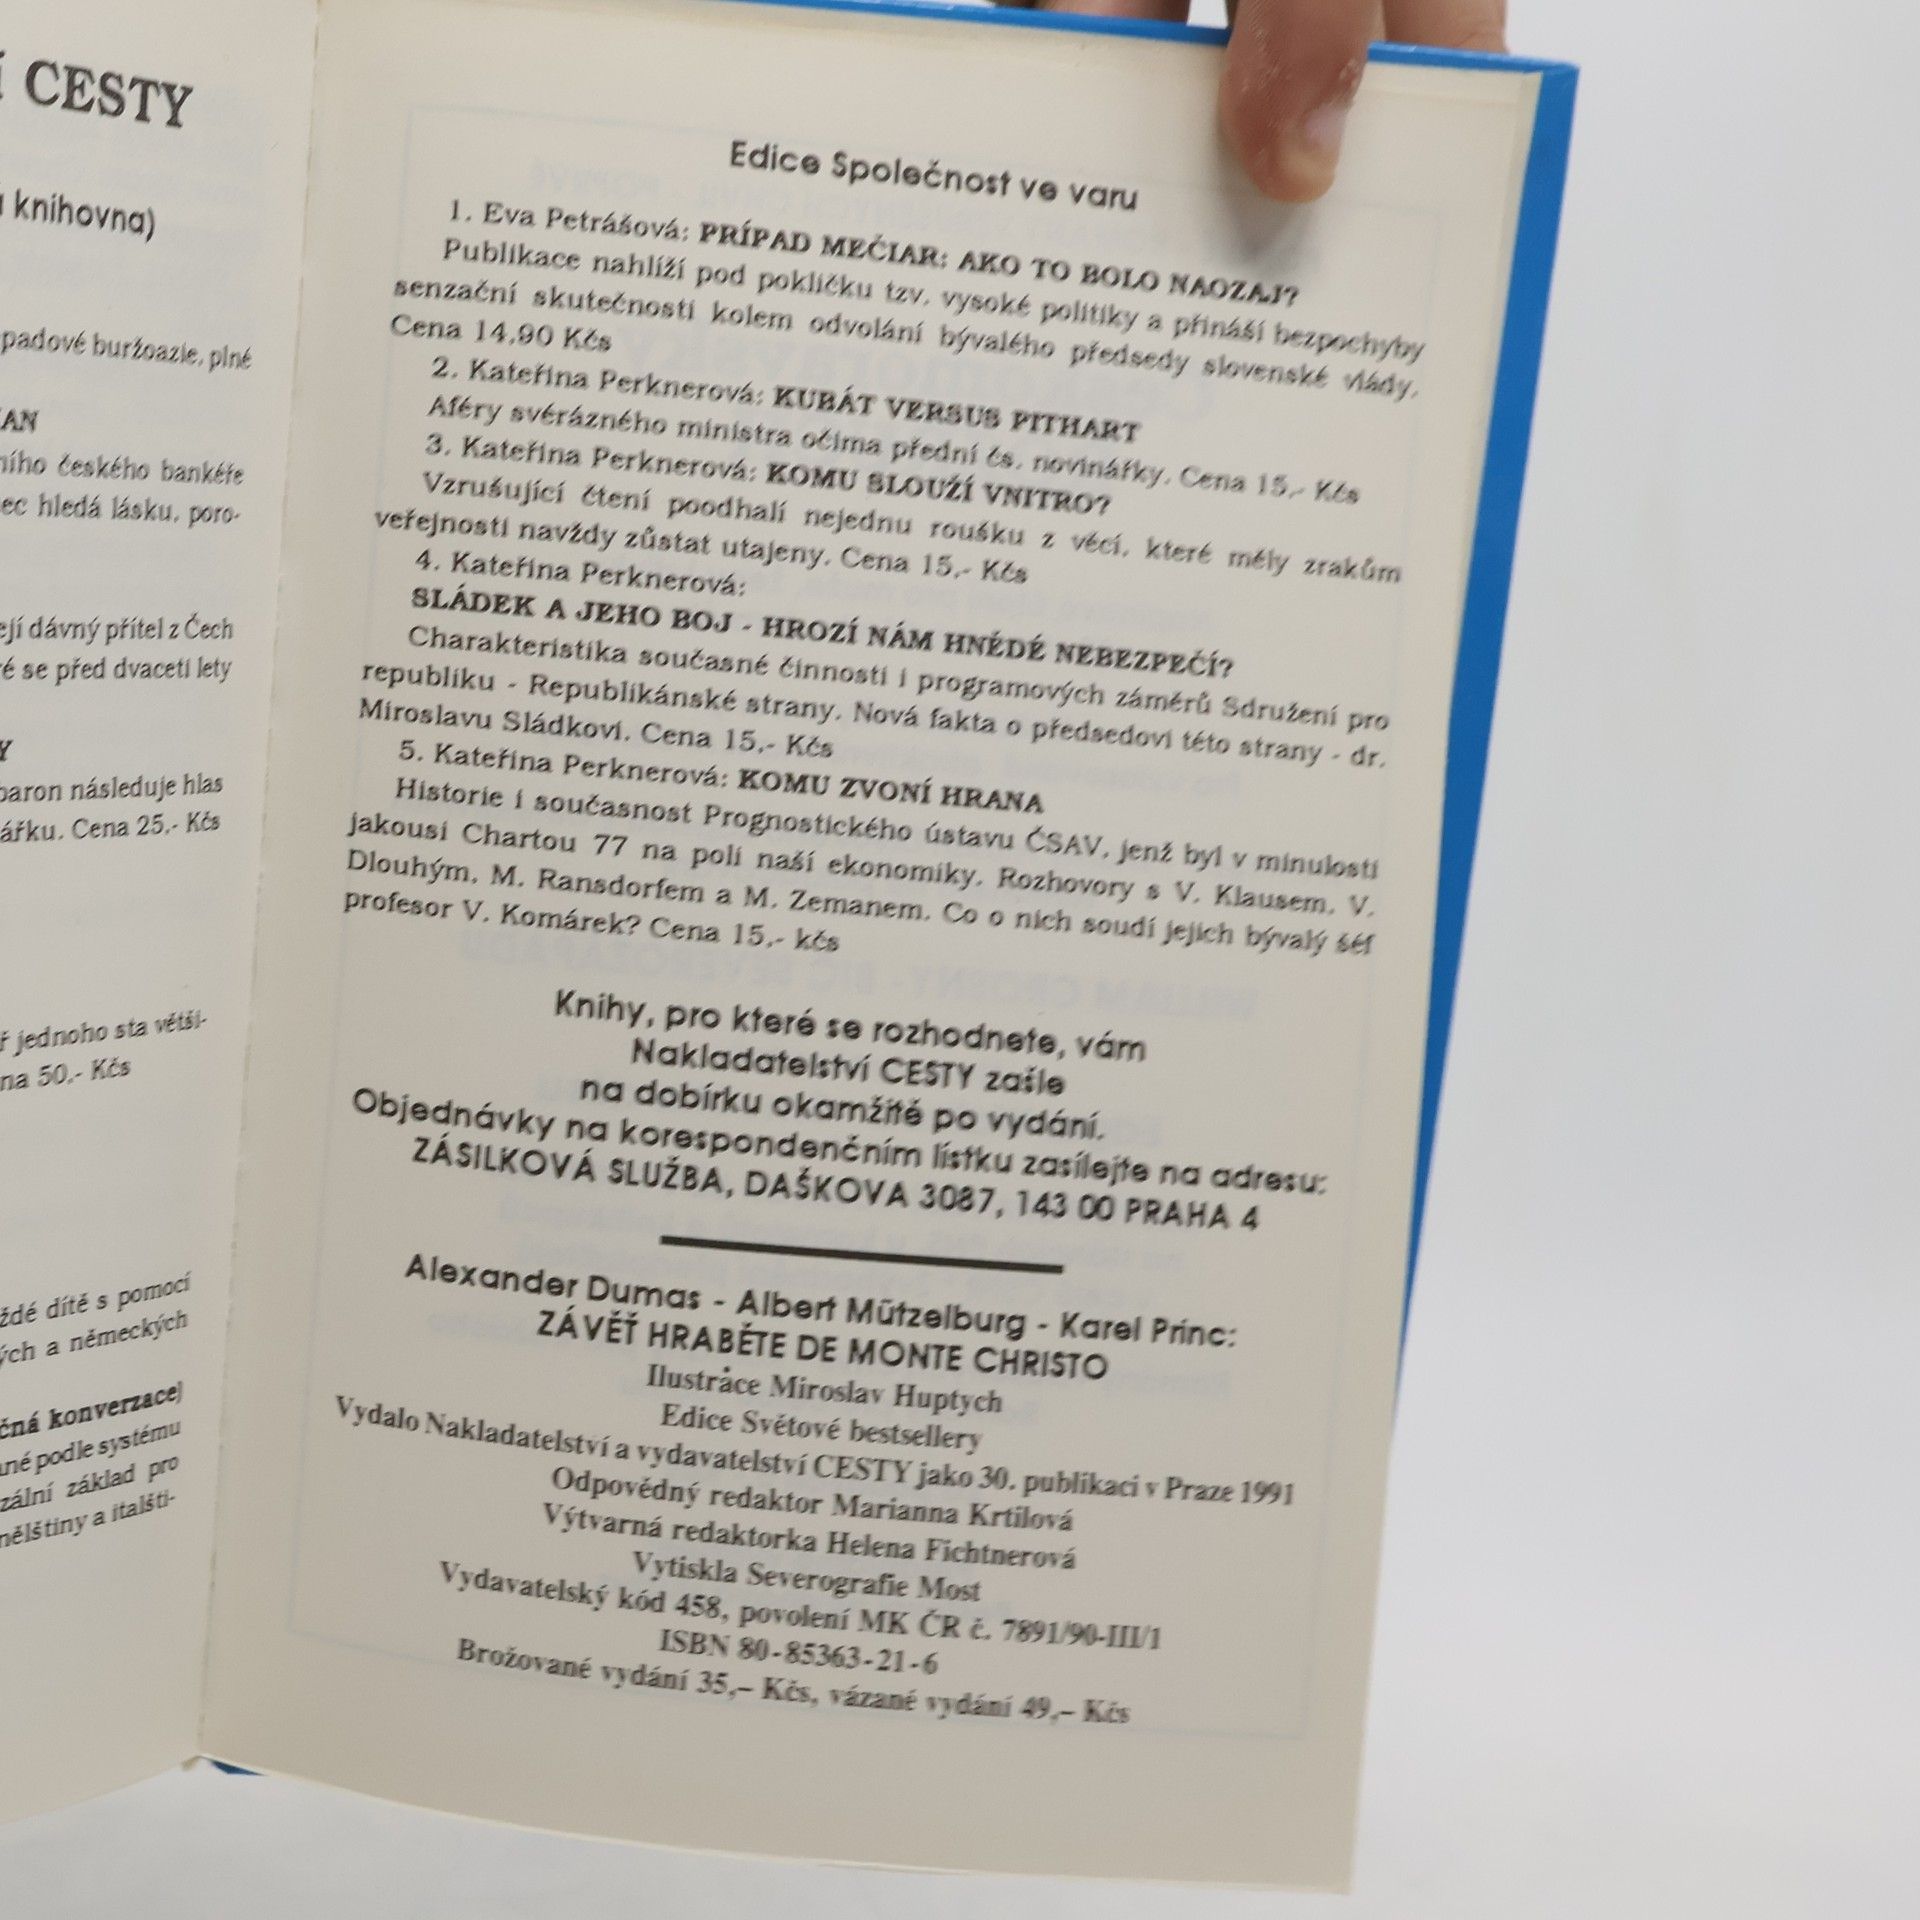 Í CESTY
knihovna)
padové buržoazie, plné
AN
ního českého bankéře
ec hledá lásku, poro-
ejí dávný přítel z Čech
é se před dvaceti lety
Y
baron následuje hlas
ářku. Cena 25,- Kčs
ř jednoho sta větši-
na 50,- Kčs
ždé dítě s pomocí
ých a německých
čná konverzace)
né podle systému
zální základ pro
nělštiny a italšti-
Edice Společnost ve varu
1. Eva Petrášová: PRÍPAD MEČIAR: AKO TO BOLO NAOZAJ?
Publikace nahlíží pod pokličku tzv. vysoké politiky a přináší bezpochyby
senzační skutečnosti kolem odvolání bývalého předsedy slovenské vlády.
Cena 14,90 Kčs
2. Kateřina Perknerová: KUBÁT VERSUS PITHART
Aféry svérázného ministra očima přední čs. novinářky. Cena 15,- Kčs
3. Kateřina Perknerová: KOMU SLOUŽÍ VNITRO?
Vzrušující čtení poodhalí nejednu roušku z věcí, které měly zrakům
veřejnosti navždy zůstat utajeny. Cena 15,- Kčs
4. Kateřina Perknerová:
SLÁDEK A JEHO BOJ - HROZÍ NÁM HNĚDÉ NEBEZPEČÍ?
Charakteristika současné činnosti i programových záměrů Sdružení pro
republiku - Republikánské strany. Nová fakta o předsedovi této strany - dr.
Miroslavu Sládkovi. Cena 15,- Kčs
5. Kateřina Perknerová: KOMU ZVONÍ HRANA
Historie i současnost Prognostického ústavu ČSAV, jenž byl v minulosti
jakousi Chartou 77 na poli naší ekonomiky. Rozhovory s V. Klausem, V.
Dlouhým, M. Ransdorfem a M. Zemanem. Co o nich soudí jejich bývalý šéf
profesor V. Komárek? Cena 15,- kčs
Knihy, pro které se rozhodnete, vám
Nakladatelství CESTY zašle
na dobírku okamžitě po vydání.
Objednávky na korespondenčním lístku zasílejte na adresu:
ZÁSILKOVÁ SLUŽBA, DAŠKOVA 3087, 143 00 PRAHA 4
Alexander Dumas - Albert Mützelburg - Karel Princ:
ZÁVĚŤ HRABĚTE DE MONTE CHRISTO
Ilustrace Miroslav Huptych
Edice Světové bestsellery
Vydalo Nakladatelství a vydavatelství CESTY jako 30. publikaci v Praze 1991
Odpovědný redaktor Marianna Krtilová
Výtvarná redaktorka Helena Fichtnerová
Vytiskla Severografie Most
Vydavatelský kód 458, povolení MK ČR č. 7891/90-III/1
ISBN 80-85363-21-6
Brožované vydání 35,– Kčs, vázané vydání 49,– Kčs